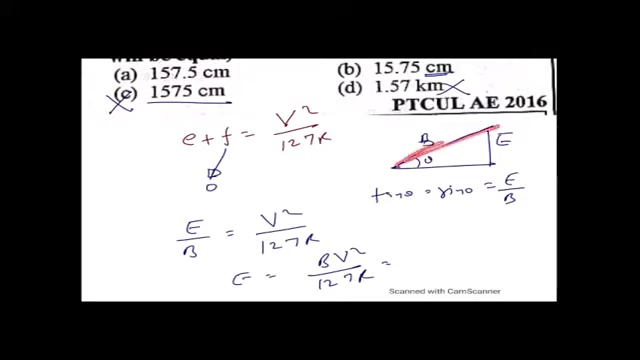 (a) 157.5 cm
(b) 15.75 cm
(c) 1575 cm
(d) 1.57 km
PTCUL AE 2016
e + f = V²/127R
0
B
E
θ
tanθ = sinθ = E/B
E/B = V²/127R
E = BV²/127R =
Scanned with CamScanner